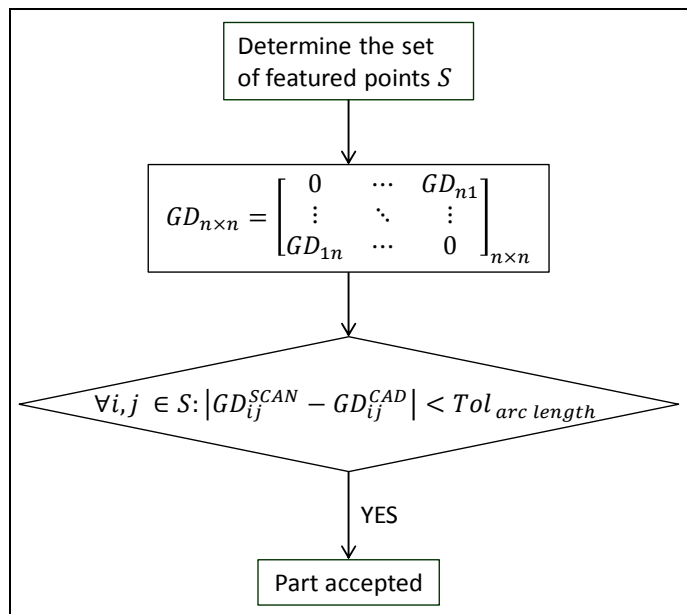 Determine the set
of featured points S
GD_{n×n} = [0 ⋯ GD_{n1}
⋮ ⋱ ⋮
GD_{1n} ⋯ 0]_{n×n}
∀i,j ∈ S: |GD_{ij}^{SCAN} − GD_{ij}^{CAD}| < Tol_{arc length}
YES
Part accepted